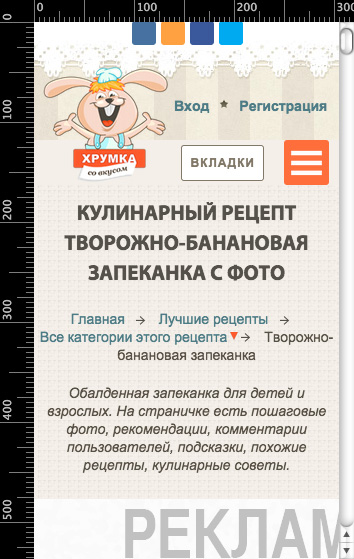 0 100 200 300
0
100
200
300
400
500
Вход ★ Регистрация
ХРУМКА
со вкусом
ВКЛАДКИ
КУЛИНАРНЫЙ РЕЦЕПТ
ТВОРОЖНО-БАНАНОВАЯ
ЗАПЕКАНКА С ФОТО
Главная → Лучшие рецепты →
Все категории этого рецепта▼→ Творожно-
банановая запеканка
Обалденная запеканка для детей и
взрослых. На страничке есть пошаговые
фото, рекомендации, комментарии
пользователей, подсказки, похожие
рецепты, кулинарные советы.
РЕКЛАМ